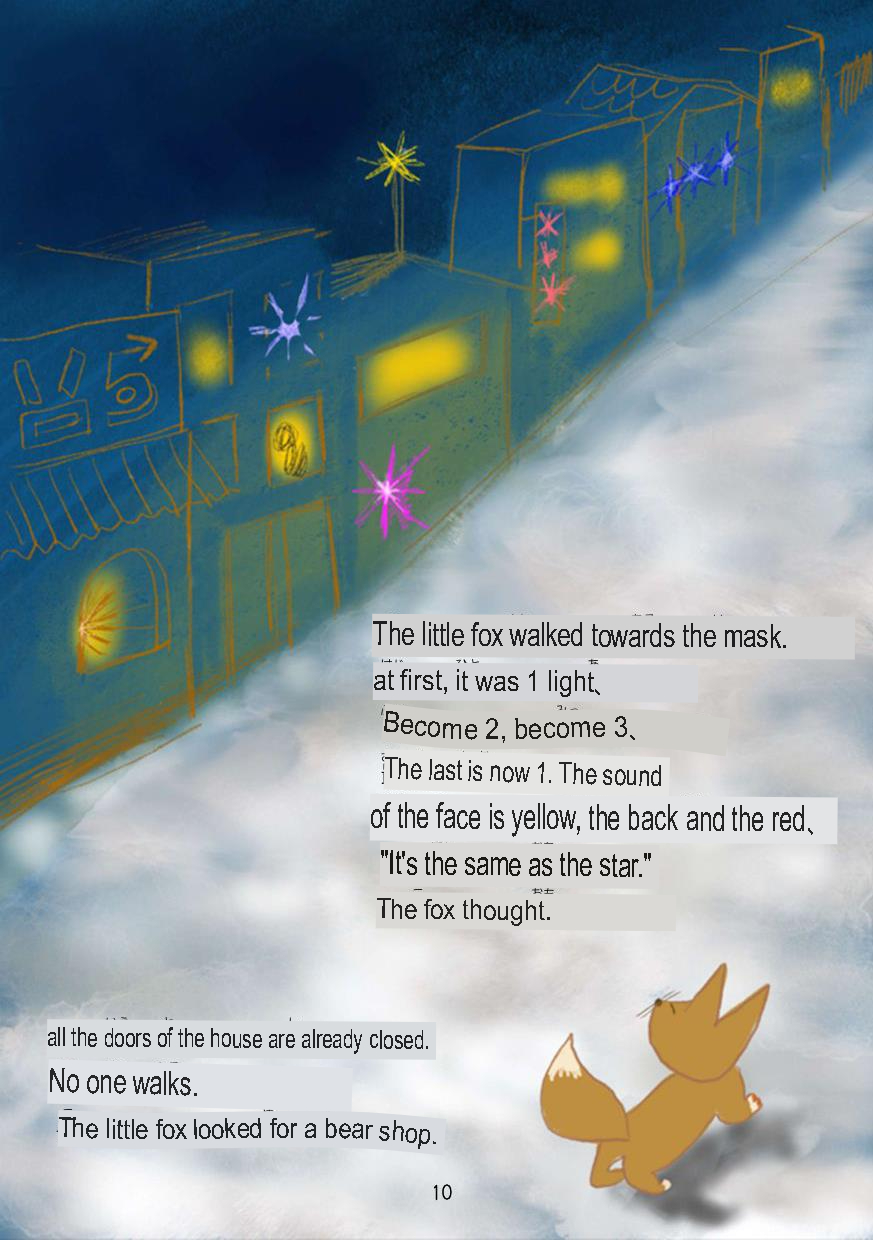 The little fox walked towards the mask.
at first, it was 1 light、
Become 2, become 3、
The last is now 1. The sound
of the face is yellow, the back and the red、
"It's the same as the star."
The fox thought.
all the doors of the house are already closed.
No one walks.
The little fox looked for a bear shop.
10